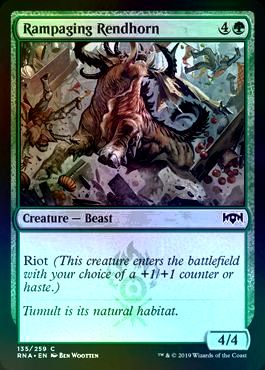 Rampaging Rendhorn 4
Creature — Beast
Riot (This creature enters the battlefield
with your choice of a +1/+1 counter or
haste.)
Tumult is its natural habitat.
4/4
135/259 C
RNA • EN Ben Wootten ™ & © 2019 Wizards of the Coast